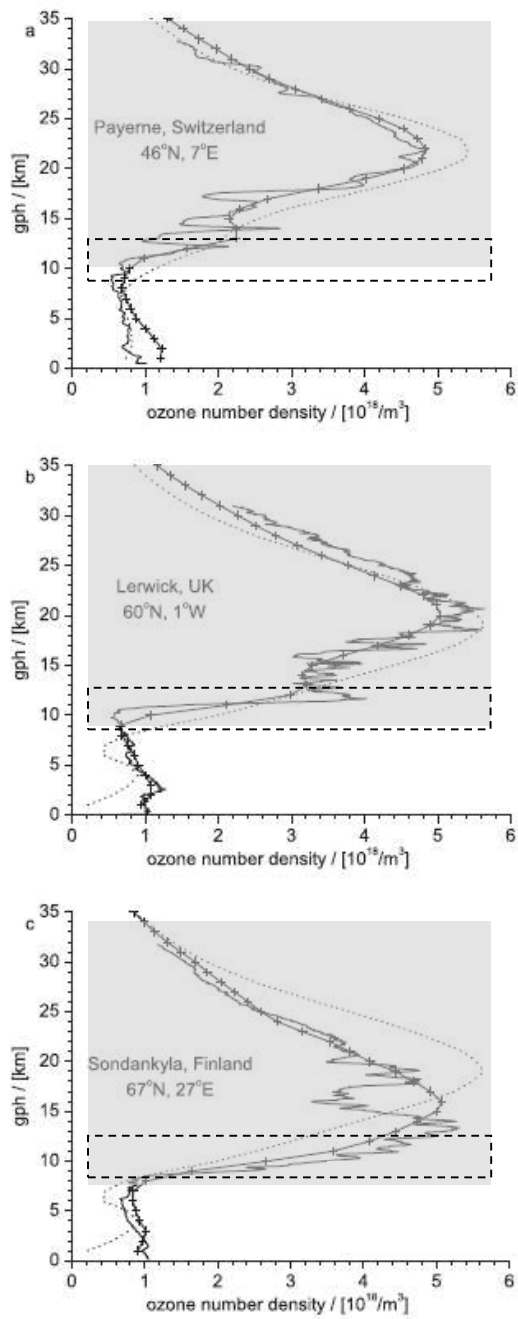 a
35
30
25
20
15
10
5
0
gph / [km]
Payerne, Switzerland
46°N, 7°E
0 1 2 3 4 5 6
ozone number density / [10¹⁸/m³]
b
35
30
25
20
15
10
5
0
gph / [km]
Lerwick, UK
60°N, 1°W
0 1 2 3 4 5 6
ozone number density / [10¹⁸/m³]
c
35
30
25
20
15
10
5
0
gph / [km]
Sondankyla, Finland
67°N, 27°E
0 1 2 3 4 5 6
ozone number density / [10¹⁸/m³]